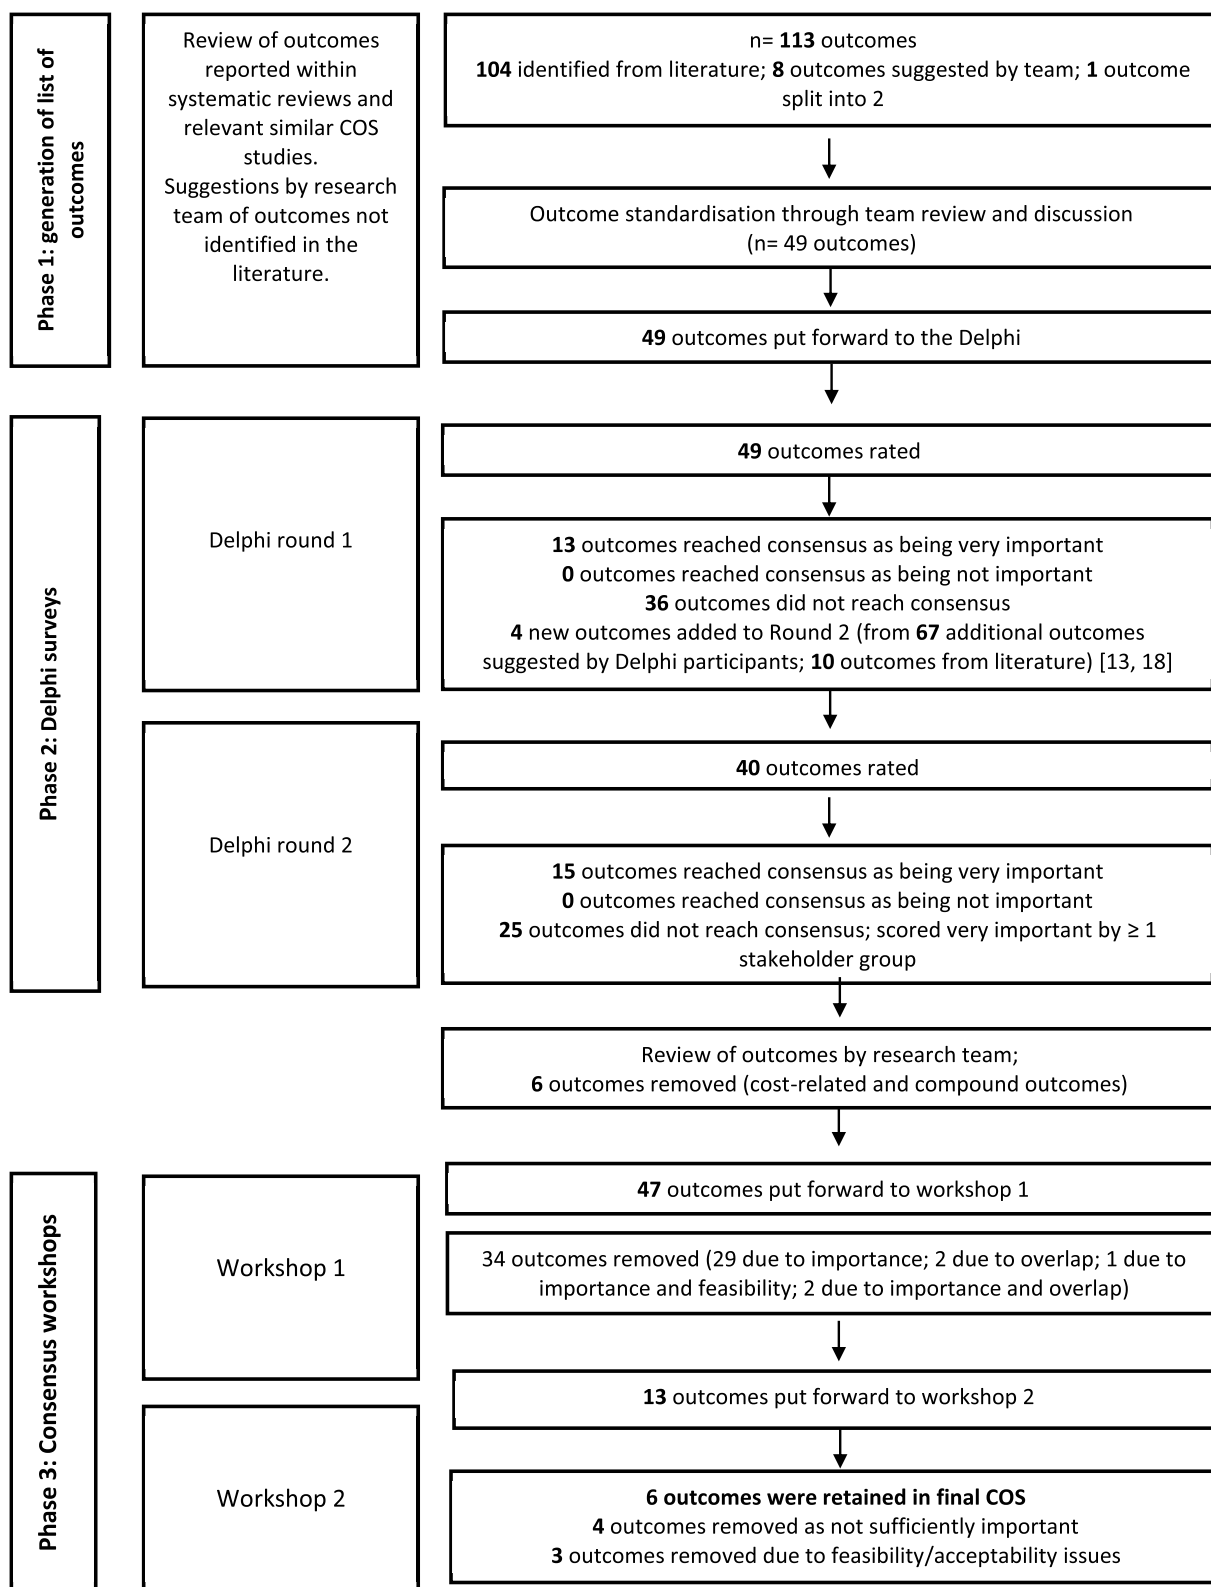 Phase 1: generation of list of
outcomes
Review of outcomes
reported within
systematic reviews and
relevant similar COS
studies.
Suggestions by research
team of outcomes not
identified in the
literature.
n= 113 outcomes
104 identified from literature; 8 outcomes suggested by team; 1 outcome
split into 2
Outcome standardisation through team review and discussion
(n= 49 outcomes)
49 outcomes put forward to the Delphi
Phase 2: Delphi surveys
Delphi round 1
49 outcomes rated
13 outcomes reached consensus as being very important
0 outcomes reached consensus as being not important
36 outcomes did not reach consensus
4 new outcomes added to Round 2 (from 67 additional outcomes
suggested by Delphi participants; 10 outcomes from literature) [13, 18]
Delphi round 2
40 outcomes rated
15 outcomes reached consensus as being very important
0 outcomes reached consensus as being not important
25 outcomes did not reach consensus; scored very important by ≥ 1
stakeholder group
Review of outcomes by research team;
6 outcomes removed (cost-related and compound outcomes)
Phase 3: Consensus workshops
Workshop 1
47 outcomes put forward to workshop 1
34 outcomes removed (29 due to importance; 2 due to overlap; 1 due to
importance and feasibility; 2 due to importance and overlap)
Workshop 2
13 outcomes put forward to workshop 2
6 outcomes were retained in final COS
4 outcomes removed as not sufficiently important
3 outcomes removed due to feasibility/acceptability issues